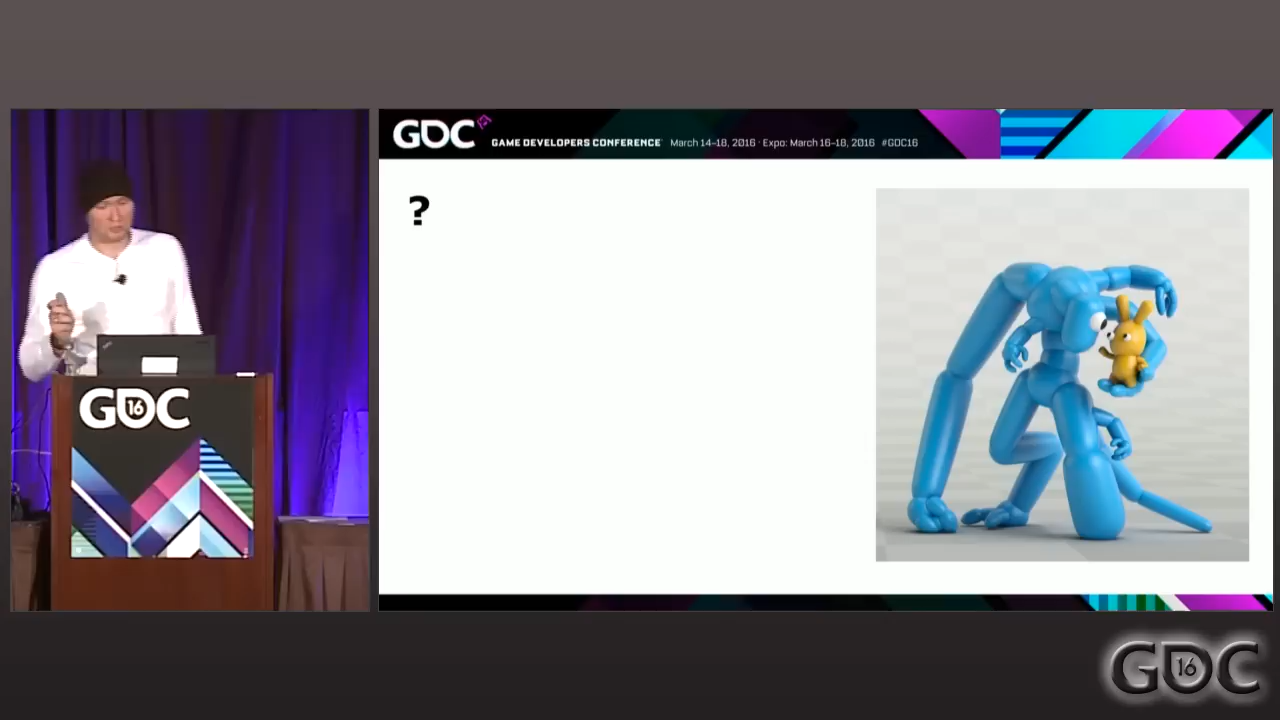 GDC
GAME DEVELOPERS CONFERENCE March 14–18, 2016 · Expo: March 16–18, 2016 #GDC16
?
GDC
16
GDC
16